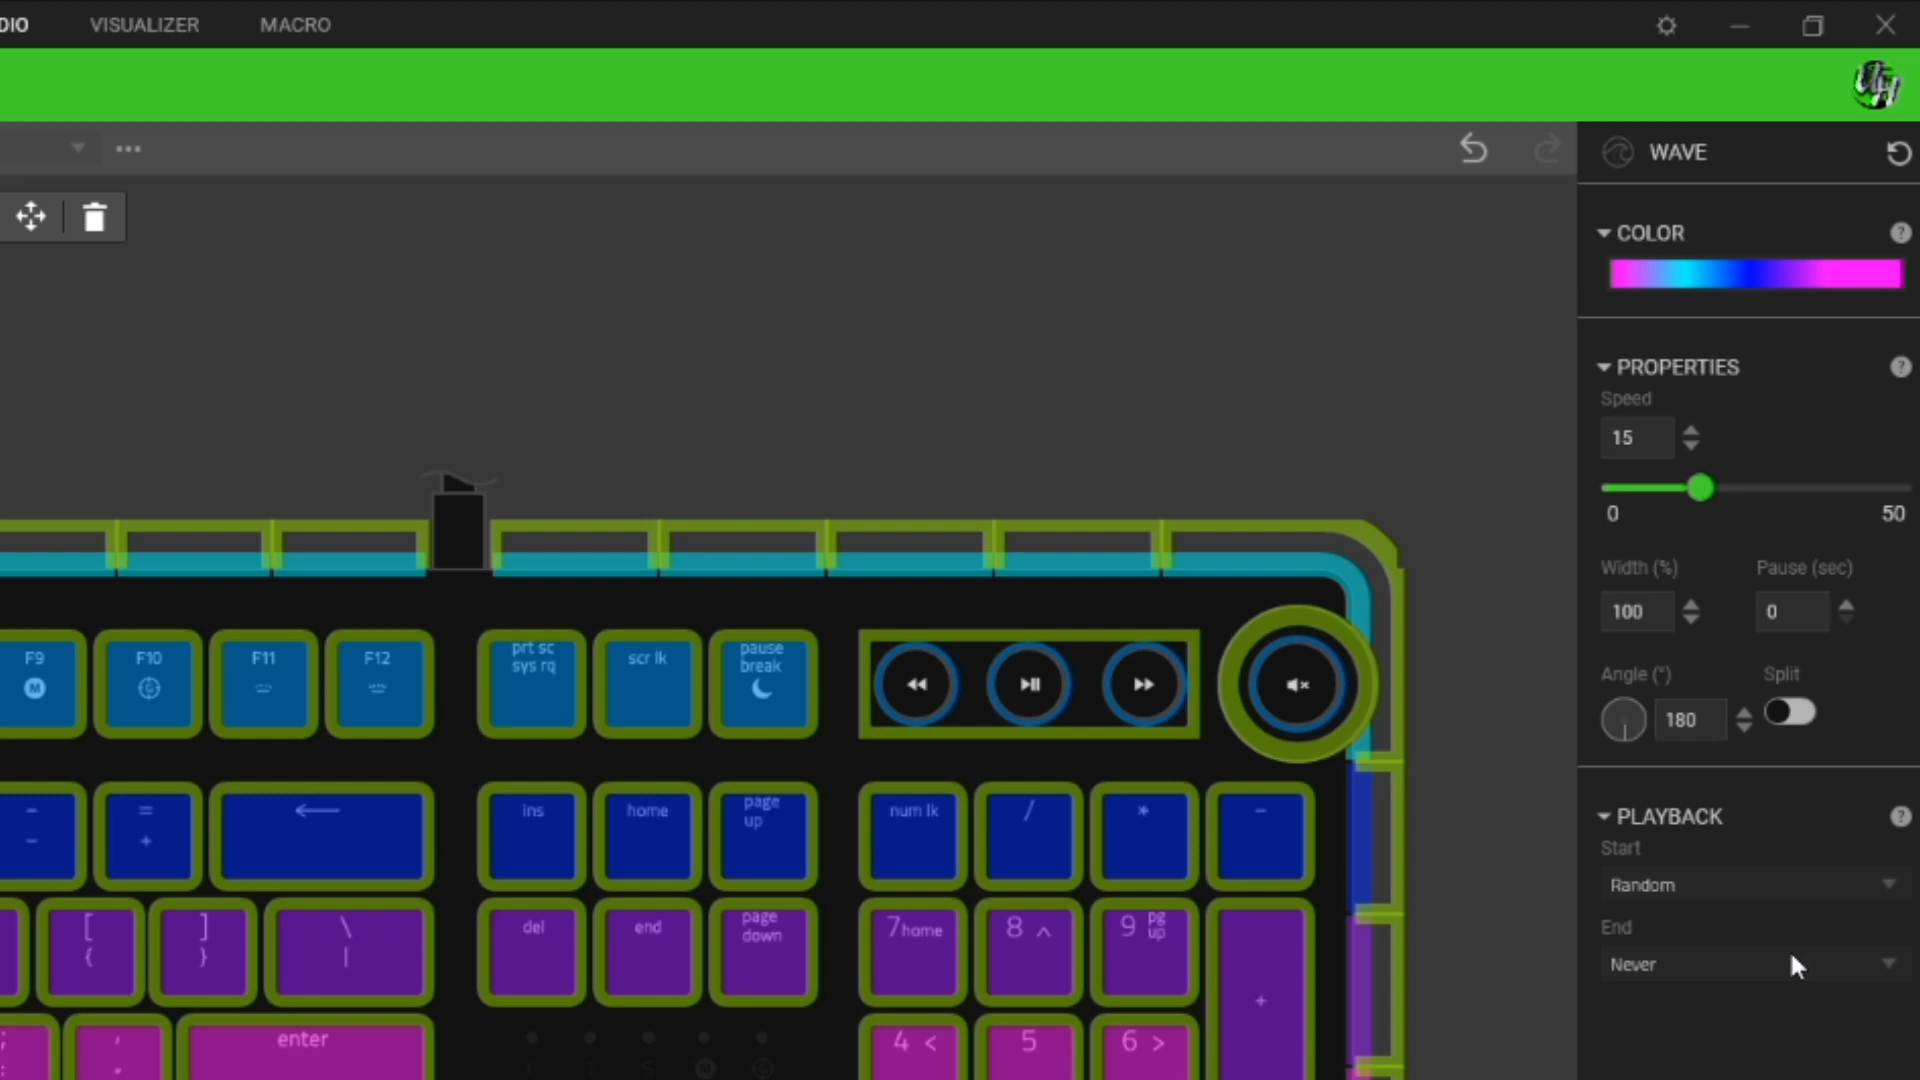 DIO VISUALIZER MACRO
WAVE
COLOR ?
PROPERTIES ?
Speed
15
0 50
Width (%) Pause (sec)
100 0
Angle (°) Split
180
PLAYBACK ?
Start
Random
End
Never
F9 F10 F11 F12 prt sc sys rq scr lk pause break
M G
- = ← ins home page up num lk / * -
- +
[ ] \ del end page down 7 home 8 ^ 9 pg up
{ } | +
; ' enter 4 < 5 6 >
: "